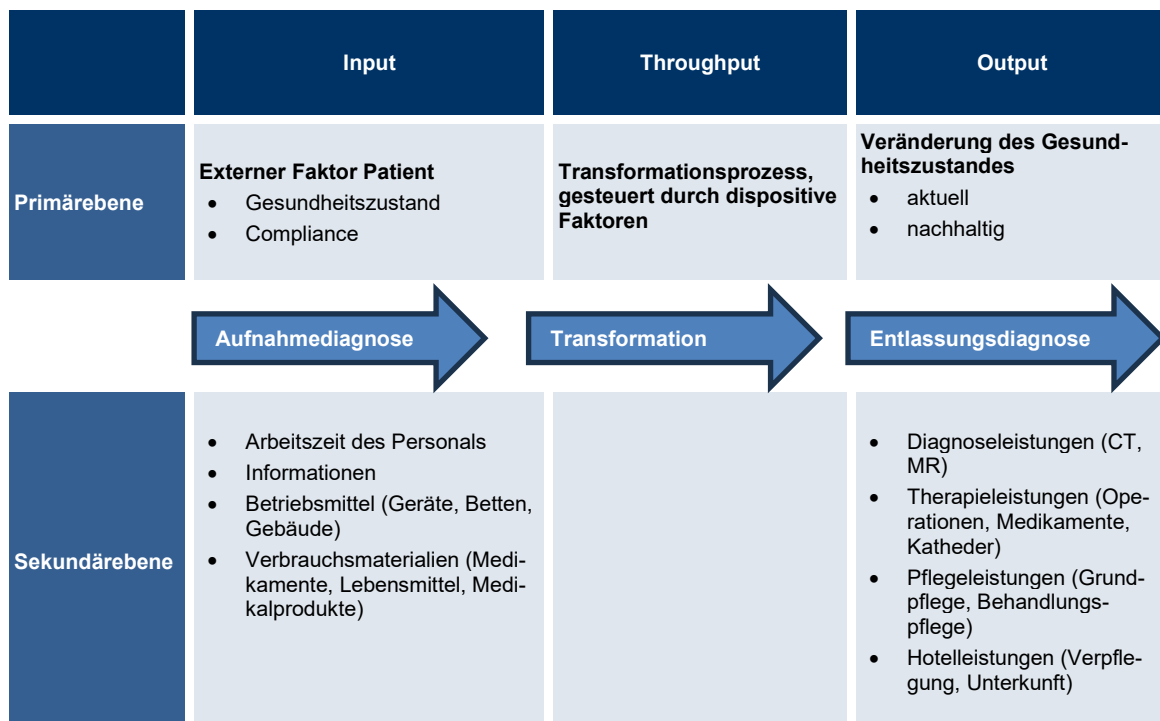 Input
Throughput
Output
Primärebene
Externer Faktor Patient
• Gesundheitszustand
• Compliance
Transformationsprozess,
gesteuert durch dispositive
Faktoren
Veränderung des Gesund-
heitszustandes
• aktuell
• nachhaltig
Aufnahmediagnose
Transformation
Entlassungsdiagnose
Sekundärebene
• Arbeitszeit des Personals
• Informationen
• Betriebsmittel (Geräte, Betten,
Gebäude)
• Verbrauchsmaterialien (Medi-
kamente, Lebensmittel, Medi-
kalprodukte)
• Diagnoseleistungen (CT,
MR)
• Therapieleistungen (Ope-
rationen, Medikamente,
Katheder)
• Pflegeleistungen (Grund-
pflege, Behandlungs-
pflege)
• Hotelleistungen (Verpfle-
gung, Unterkunft)